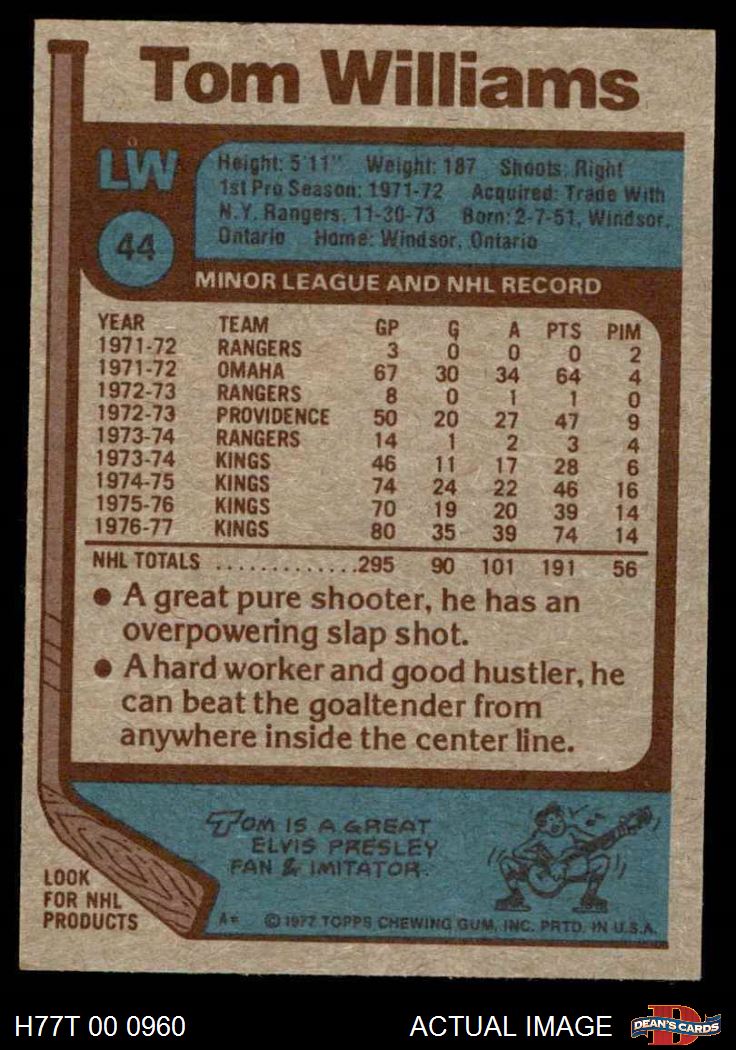 Tom Williams
LW
44
Height: 5'11" Weight: 187 Shoots: Right
1st Pro Season: 1971-72 Acquired: Trade With
N.Y. Rangers, 11-30-73 Born: 2-7-51, Windsor,
Ontario Home: Windsor, Ontario
MINOR LEAGUE AND NHL RECORD
YEAR TEAM GP G A PTS PIM
1971-72 RANGERS 3 0 0 0 2
1971-72 OMAHA 67 30 34 64 4
1972-73 RANGERS 8 0 1 1 0
1972-73 PROVIDENCE 50 20 27 47 9
1973-74 RANGERS 14 1 2 3 4
1973-74 KINGS 46 11 17 28 6
1974-75 KINGS 74 24 22 46 16
1975-76 KINGS 70 19 20 39 14
1976-77 KINGS 80 35 39 74 14
NHL TOTALS .............295 90 101 191 56
● A great pure shooter, he has an
overpowering slap shot.
● A hard worker and good hustler, he
can beat the goaltender from
anywhere inside the center line.
TOM IS A GREAT
ELVIS PRESLEY
FAN & IMITATOR.
LOOK
FOR NHL
PRODUCTS
A* © 1977 TOPPS CHEWING GUM, INC. PRTD. IN U.S.A.
H77T 00 0960 ACTUAL IMAGE
DEAN'S CARDS